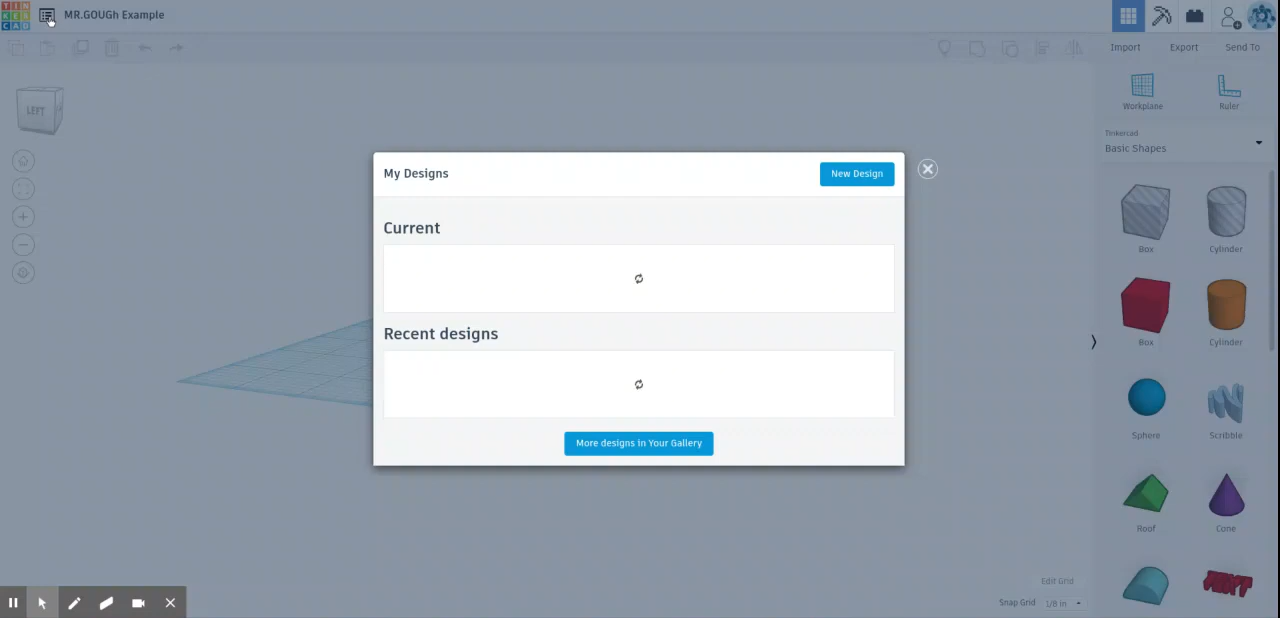 TIN
KER
CAD
MR.GOUGh Example
Import
Export
Send To
LEFT
Workplane
Ruler
Tinkercad
Basic Shapes
My Designs
New Design
Current
Recent designs
More designs in Your Gallery
Box
Cylinder
Box
Cylinder
Sphere
Scribble
Roof
Cone
TEXT
Edit Grid
Snap Grid
1/8 in